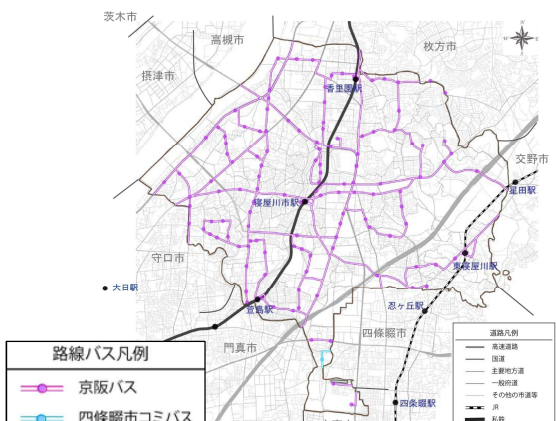 茨木市
高槻市
枚方市
摂津市
香里園駅
交野市
星田駅
寝屋川市駅
守口市
東寝屋川駅
大日駅
萱島駅
忍ヶ丘駅
四條畷市
門真市
四条畷駅
路線バス凡例
京阪バス
四條畷市コミバス
道路凡例
高速道路
国道
主要地方道
一般府道
その他の市道等
JR
私鉄